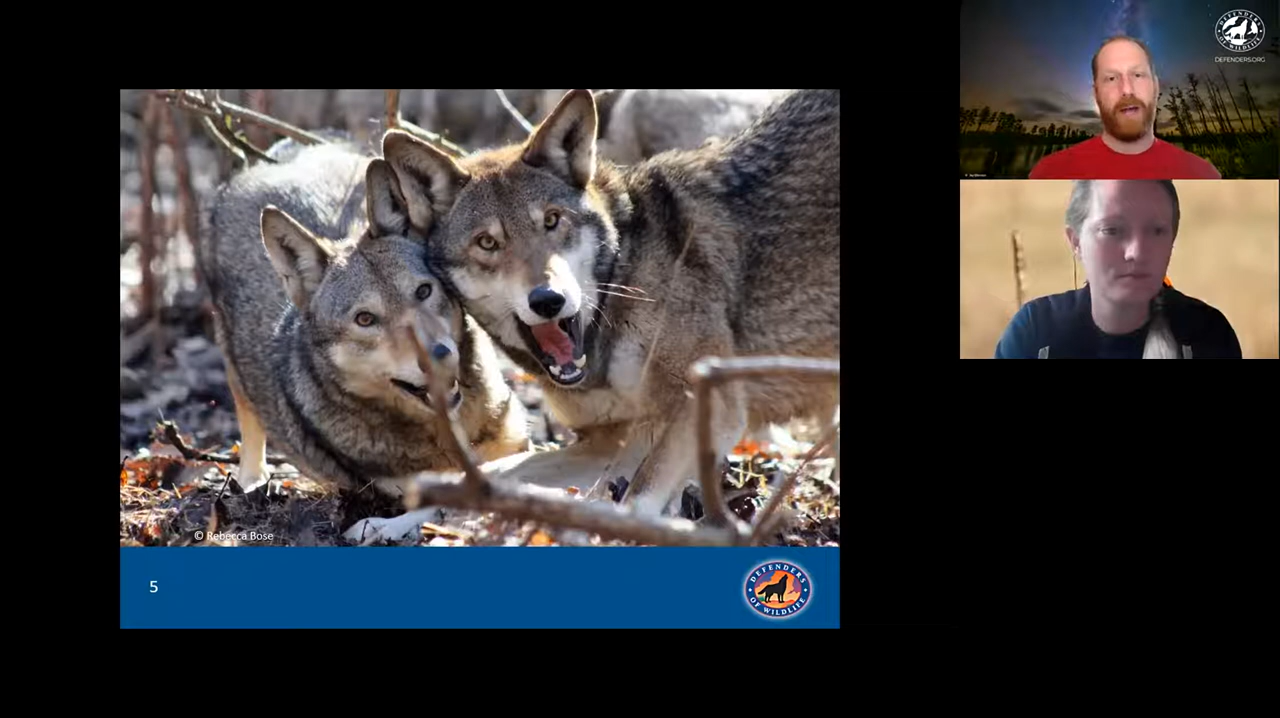 DEFENDERS
OF WILDLIFE
DEFENDERS.ORG
© Rebecca Bose
5
DEFENDERS
OF WILDLIFE